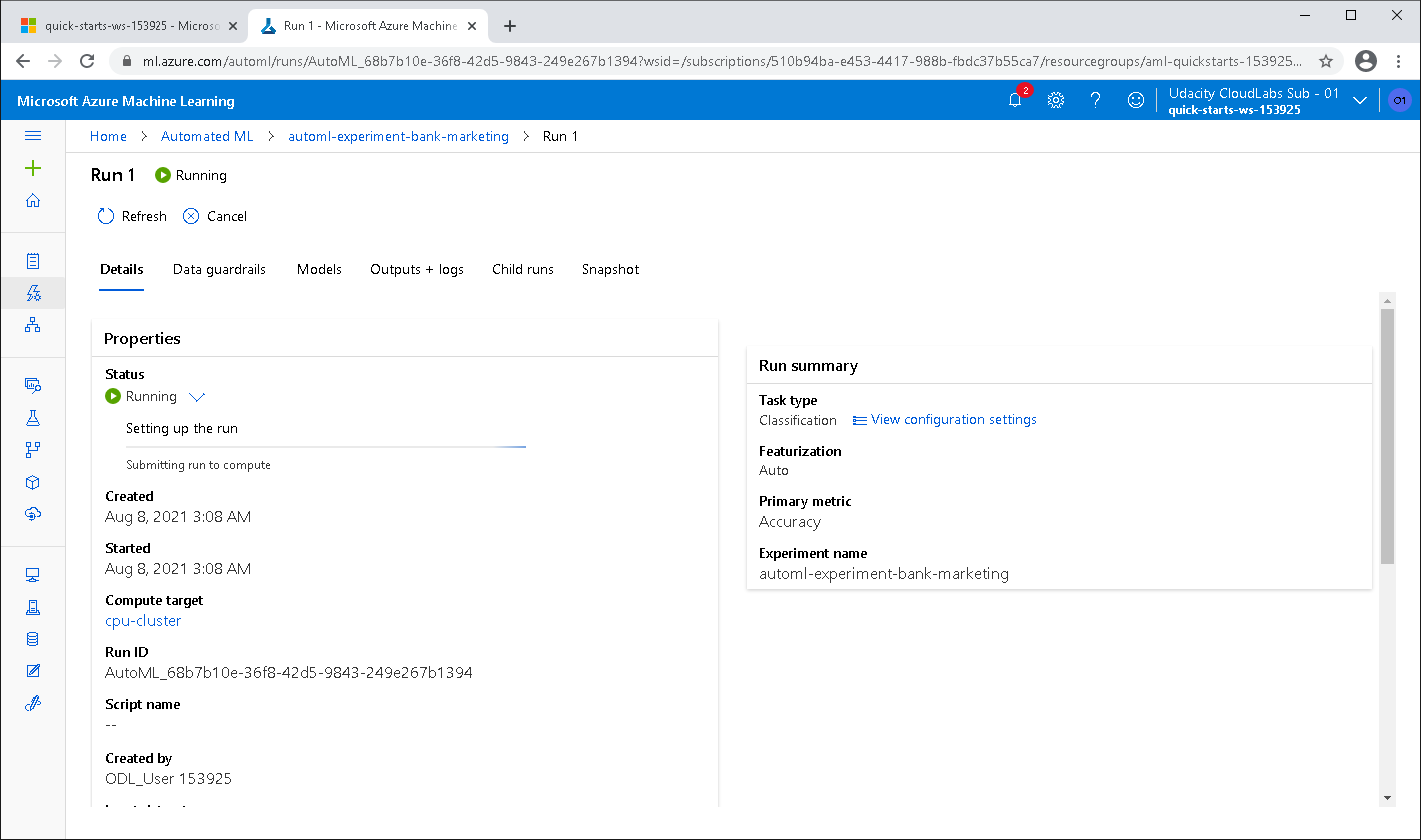 quick-starts-ws-153925 - Microso
Run 1 - Microsoft Azure Machine
ml.azure.com/automl/runs/AutoML_68b7b10e-36f8-42d5-9843-249e267b1394?wsid=/subscriptions/510b94ba-e453-4417-988b-fbdc37b55ca7/resourcegroups/aml-quickstarts-153925...
Microsoft Azure Machine Learning
2
Udacity CloudLabs Sub - 01
quick-starts-ws-153925
O1
Home > Automated ML > automl-experiment-bank-marketing > Run 1
Run 1 Running
Refresh Cancel
Details Data guardrails Models Outputs + logs Child runs Snapshot
Properties
Status
Running
Setting up the run
Submitting run to compute
Created
Aug 8, 2021 3:08 AM
Started
Aug 8, 2021 3:08 AM
Compute target
cpu-cluster
Run ID
AutoML_68b7b10e-36f8-42d5-9843-249e267b1394
Script name
--
Created by
ODL_User 153925
Run summary
Task type
Classification View configuration settings
Featurization
Auto
Primary metric
Accuracy
Experiment name
automl-experiment-bank-marketing